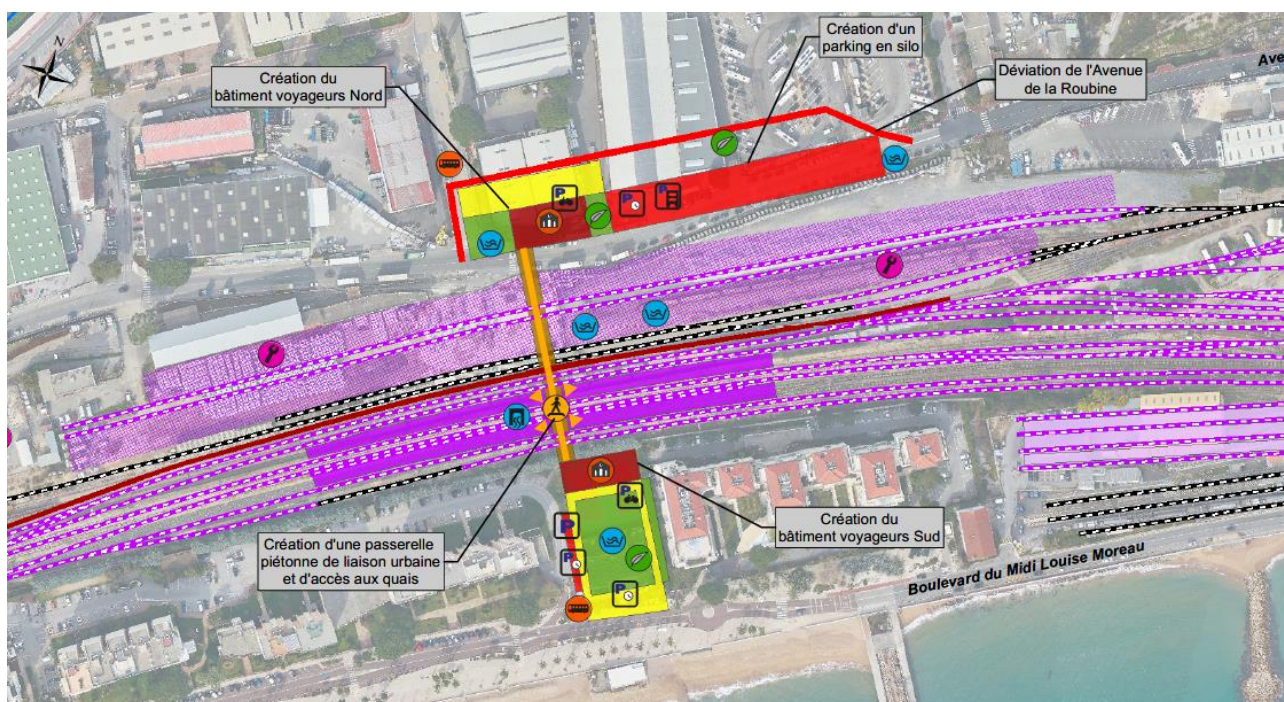 N
Création d'un
parking en silo
Création du
bâtiment voyageurs Nord
Déviation de l'Avenue
de la Roubine
Ave
P
P
P
P
Création du
bâtiment voyageurs Sud
P
P
Création d'une passerelle
piétonne de liaison urbaine
et d'accès aux quais
P
Boulevard du Midi Louise Moreau